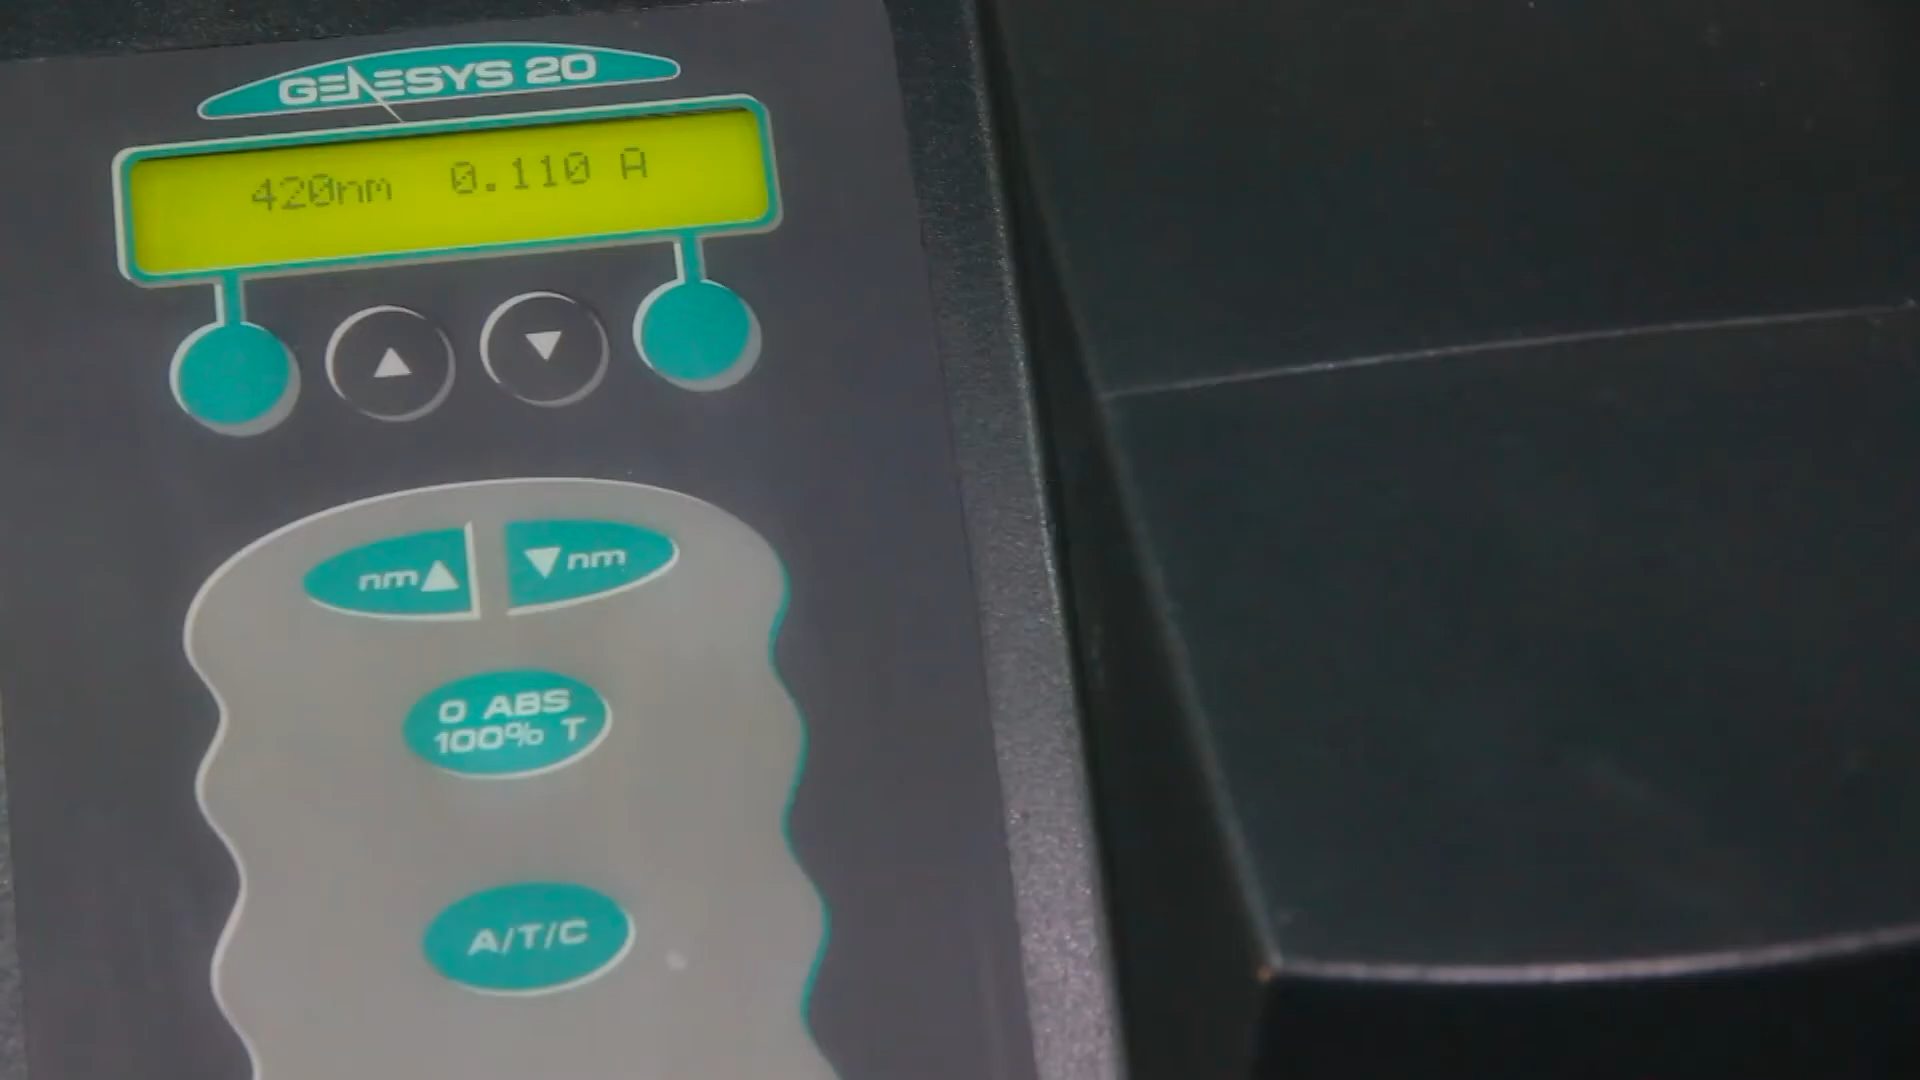 GENESYS 20
420nm 0.110 A
▲ ▼
nm▲ ▼nm
0 ABS
100% T
A/T/C